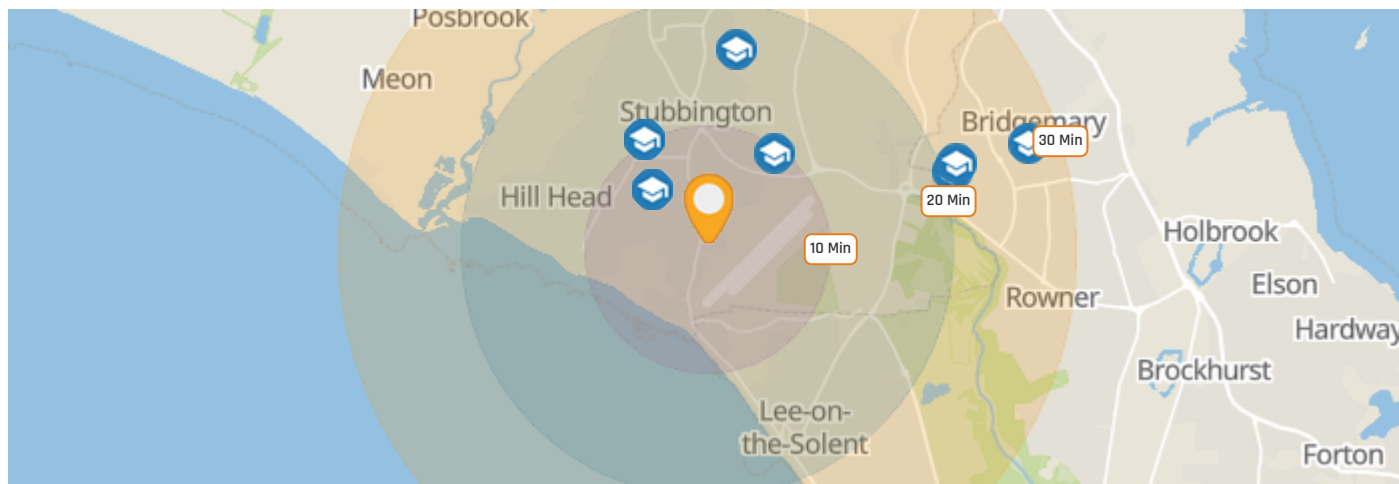 Posbrook
Meon
Stubbington
Bridgemary
30 Min
Hill Head
20 Min
10 Min
Holbrook
Elson
Rowner
Hardway
Brockhurst
Lee-on-
the-Solent
Forton